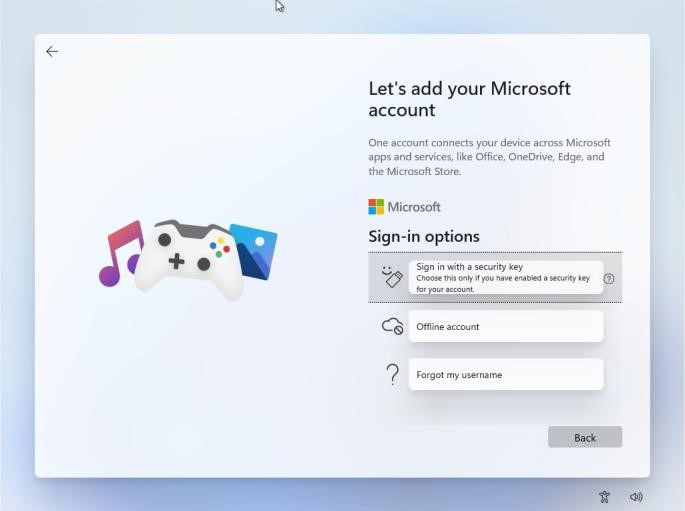 Let's add your Microsoft
account
One account connects your device across Microsoft
apps and services, like Office, OneDrive, Edge, and
the Microsoft Store.
Microsoft
Sign-in options
Sign in with a security key
Choose this only if you have enabled a security key
for your account.
Offline account
Forgot my username
Back